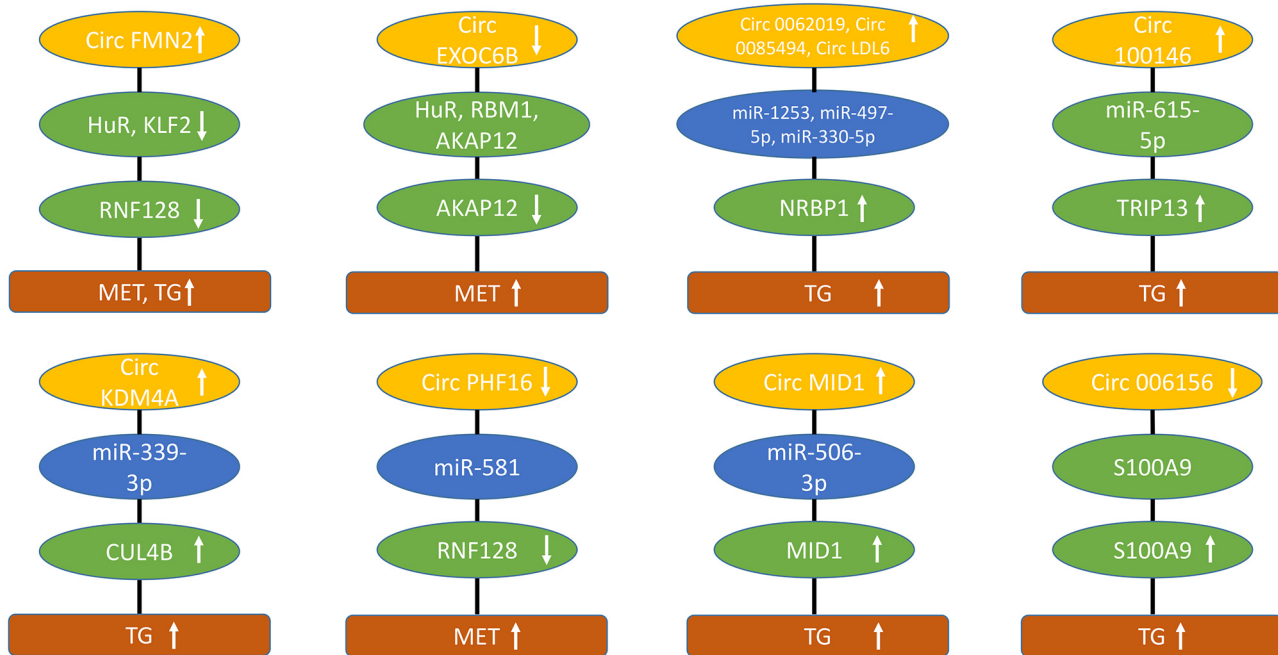 Circ FMN2↑
HuR, KLF2↓
RNF128 ↓
MET, TG↑
Circ
EXOC6B ↓
HuR, RBM1,
AKAP12
AKAP12 ↓
MET ↑
Circ 0062019, Circ
0085494, Circ LDL6 ↑
miR-1253, miR-497-
5p, miR-330-5p
NRBP1 ↑
TG ↑
Circ
100146 ↑
miR-615-
5p
TRIP13 ↑
TG ↑
Circ
KDM4A ↑
miR-339-
3p
CUL4B ↑
TG ↑
Circ PHF16 ↓
miR-581
RNF128 ↓
MET ↑
Circ MID1 ↑
miR-506-
3p
MID1 ↑
TG ↑
Circ 006156 ↓
S100A9
S100A9 ↑
TG ↑